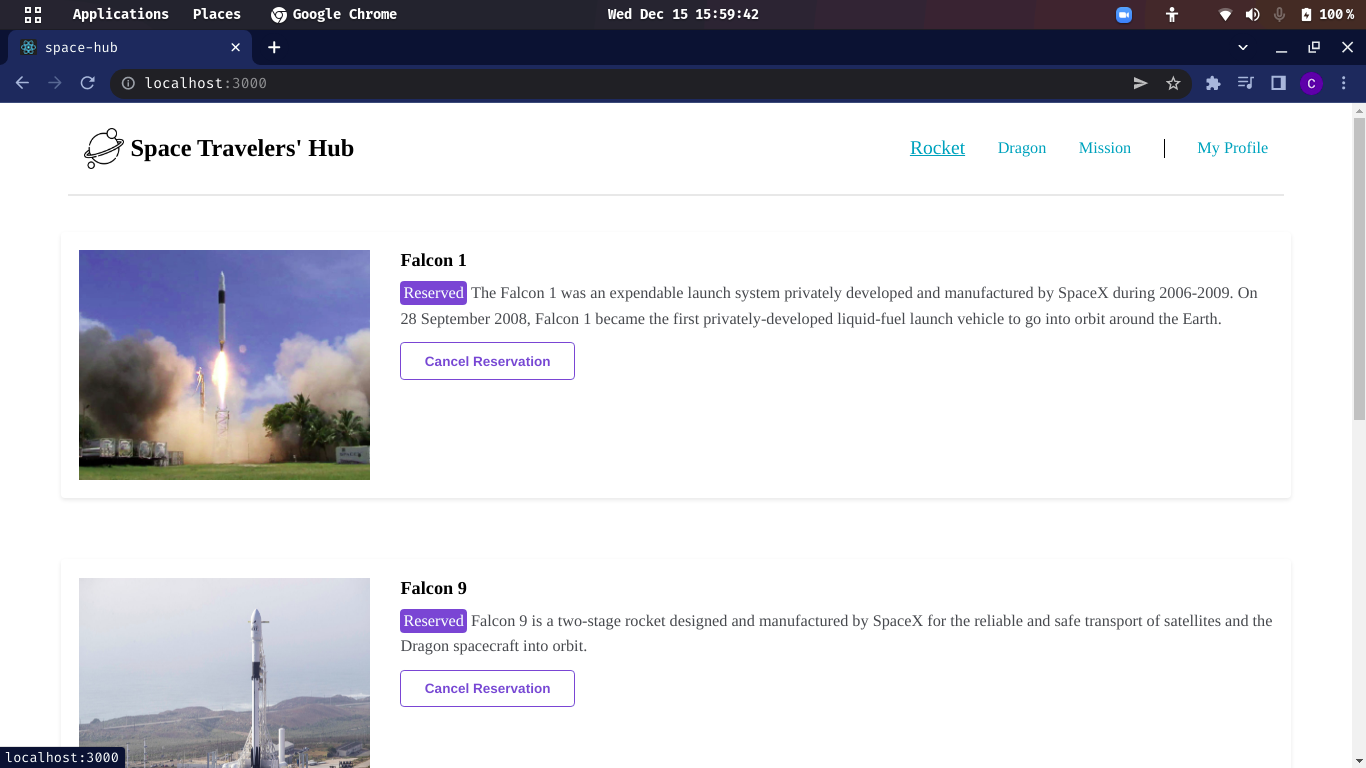 Applications Places Google Chrome Wed Dec 15 15:59:42 100 %
space-hub
localhost:3000 C
Space Travelers' Hub Rocket Dragon Mission My Profile
Falcon 1
Reserved The Falcon 1 was an expendable launch system privately developed and manufactured by SpaceX during 2006-2009. On
28 September 2008, Falcon 1 became the first privately-developed liquid-fuel launch vehicle to go into orbit around the Earth.
Cancel Reservation
Falcon 9
Reserved Falcon 9 is a two-stage rocket designed and manufactured by SpaceX for the reliable and safe transport of satellites and the
Dragon spacecraft into orbit.
Cancel Reservation
localhost:3000